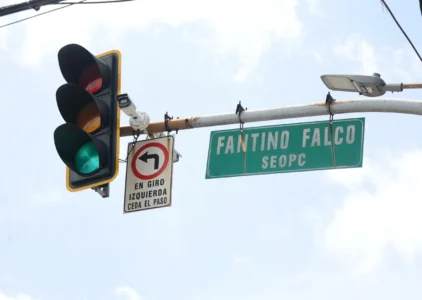 EN GIRO
IZQUIERDA
CEDA EL PASO
FANTINO FALCO
SEOPC